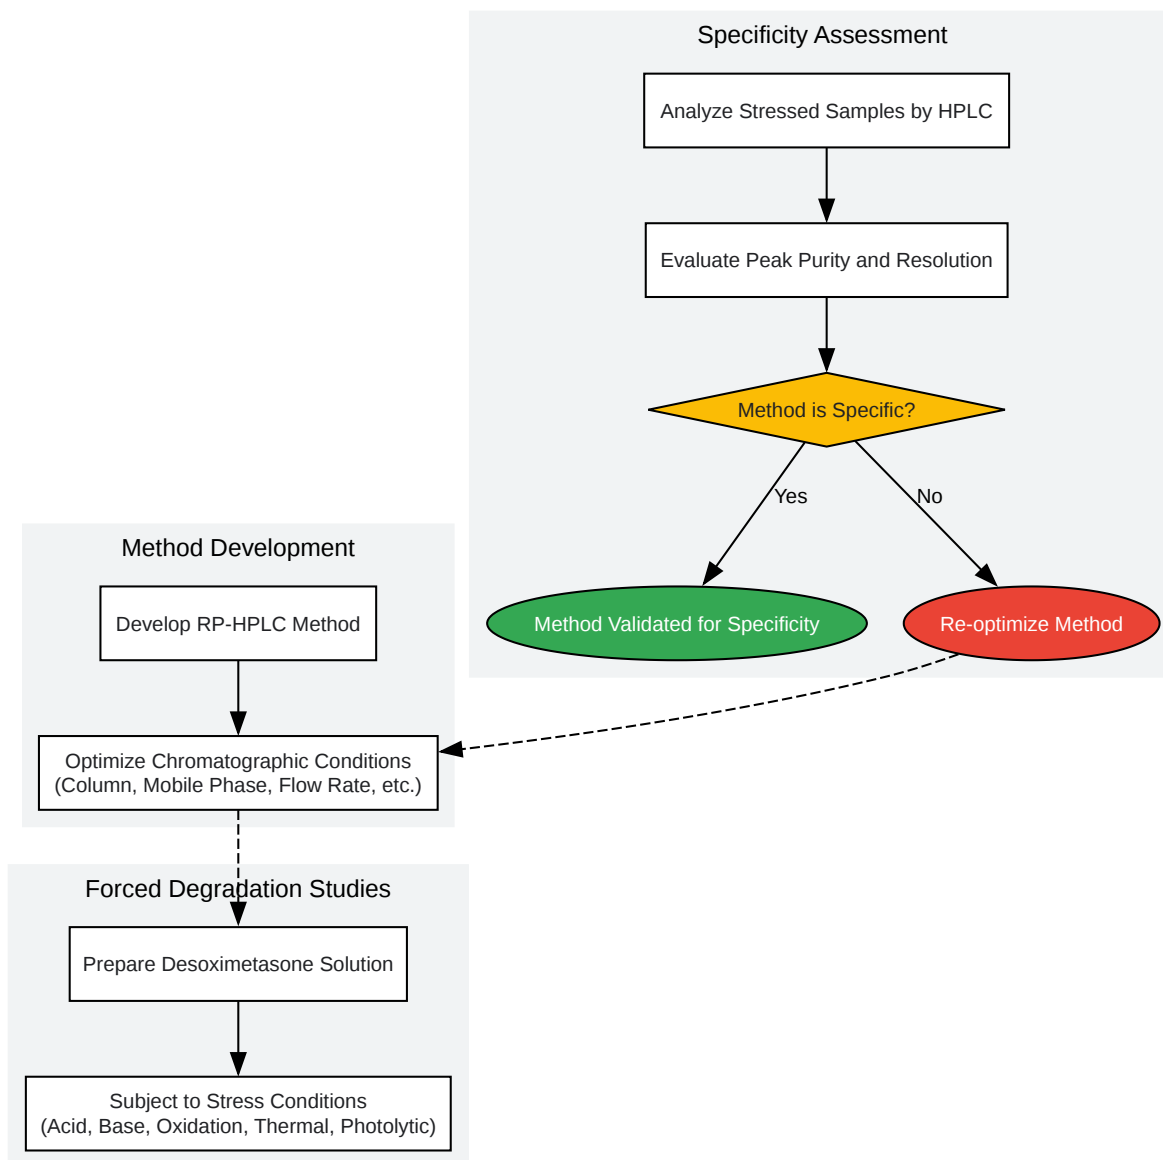 Specificity Assessment
Analyze Stressed Samples by HPLC
Evaluate Peak Purity and Resolution
Method is Specific?
Yes
No
Method Validated for Specificity
Re-optimize Method
Method Development
Develop RP-HPLC Method
Optimize Chromatographic Conditions
(Column, Mobile Phase, Flow Rate, etc.)
Forced Degradation Studies
Prepare Desoximetasone Solution
Subject to Stress Conditions
(Acid, Base, Oxidation, Thermal, Photolytic)